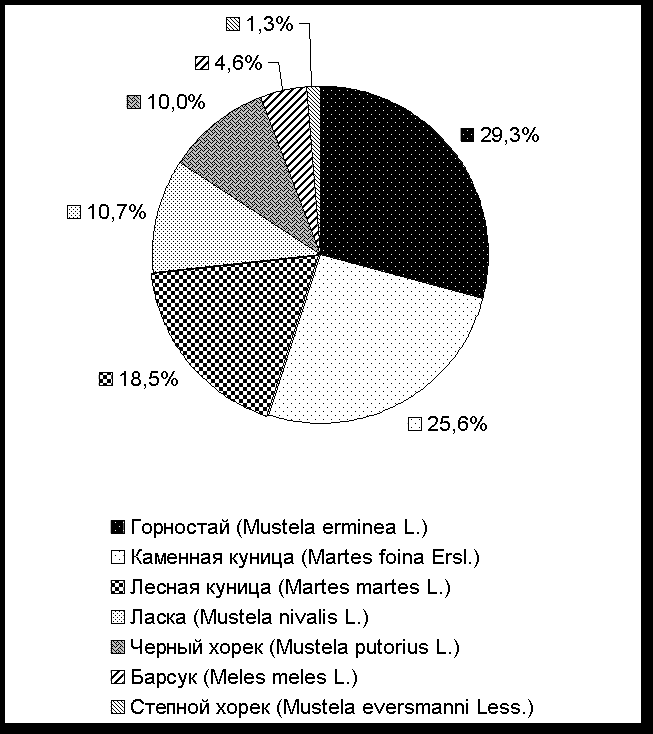 1,3%
4,6%
10,0%
29,3%
10,7%
18,5%
25,6%
Горностай (Mustela erminea L.)
Каменная куница (Martes foina Ersl.)
Лесная куница (Martes martes L.)
Ласка (Mustela nivalis L.)
Черный хорек (Mustela putorius L.)
Барсук (Meles meles L.)
Степной хорек (Mustela eversmanni Less.)